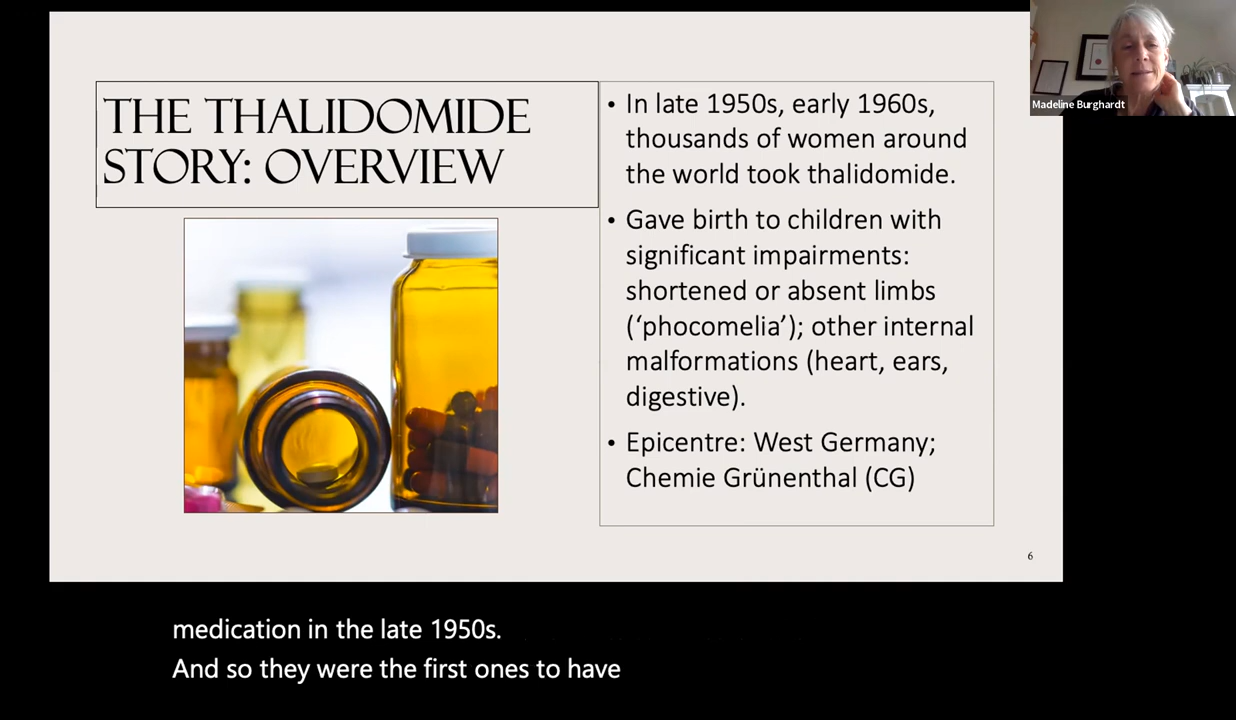 THE THALIDOMIDE
STORY: OVERVIEW
• In late 1950s, early 1960s,
thousands of women around
the world took thalidomide.
• Gave birth to children with
significant impairments:
shortened or absent limbs
(‘phocomelia’); other internal
malformations (heart, ears,
digestive).
• Epicentre: West Germany;
Chemie Grünenthal (CG)
6
Madeline Burghardt
medication in the late 1950s.
And so they were the first ones to have